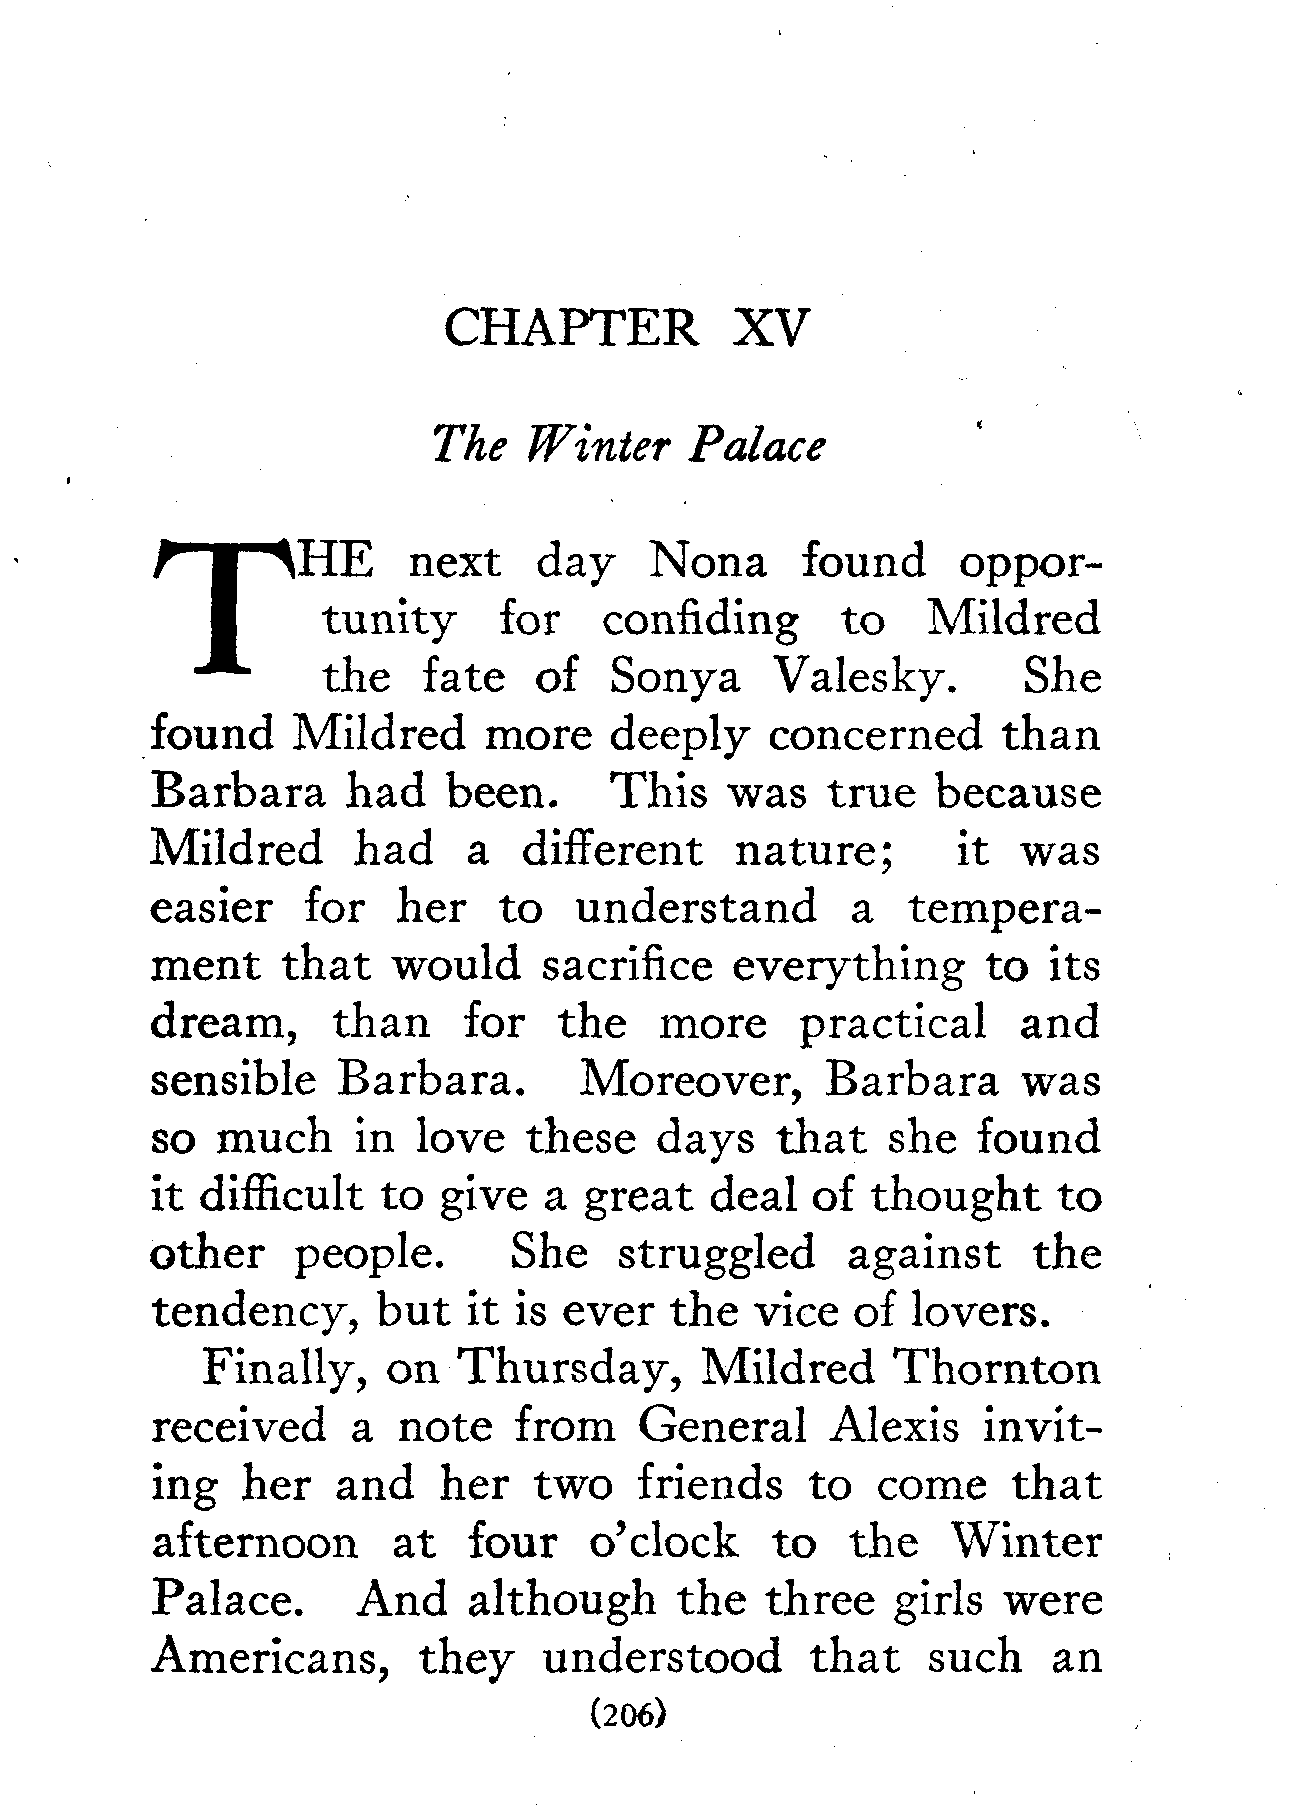 CHAPTER XV
The Winter Palace
THE next day Nona found oppor-
tunity for confiding to Mildred
the fate of Sonya Valesky. She
found Mildred more deeply concerned than
Barbara had been. This was true because
Mildred had a different nature; it was
easier for her to understand a tempera-
ment that would sacrifice everything to its
dream, than for the more practical and
sensible Barbara. Moreover, Barbara was
so much in love these days that she found
it difficult to give a great deal of thought to
other people. She struggled against the
tendency, but it is ever the vice of lovers.
Finally, on Thursday, Mildred Thornton
received a note from General Alexis invit-
ing her and her two friends to come that
afternoon at four o'clock to the Winter
Palace. And although the three girls were
Americans, they understood that such an
(206)